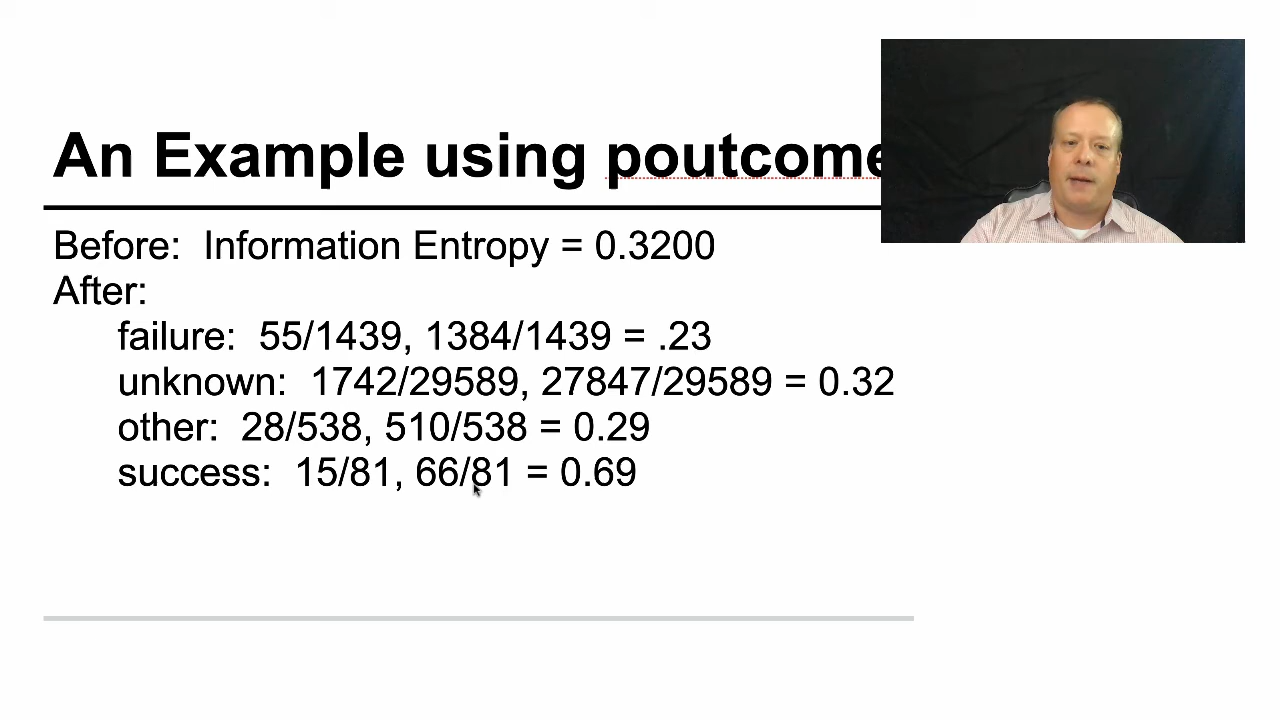 An Example using poutcome
Before: Information Entropy = 0.3200
After:
failure: 55/1439, 1384/1439 = .23
unknown: 1742/29589, 27847/29589 = 0.32
other: 28/538, 510/538 = 0.29
success: 15/81, 66/81 = 0.69